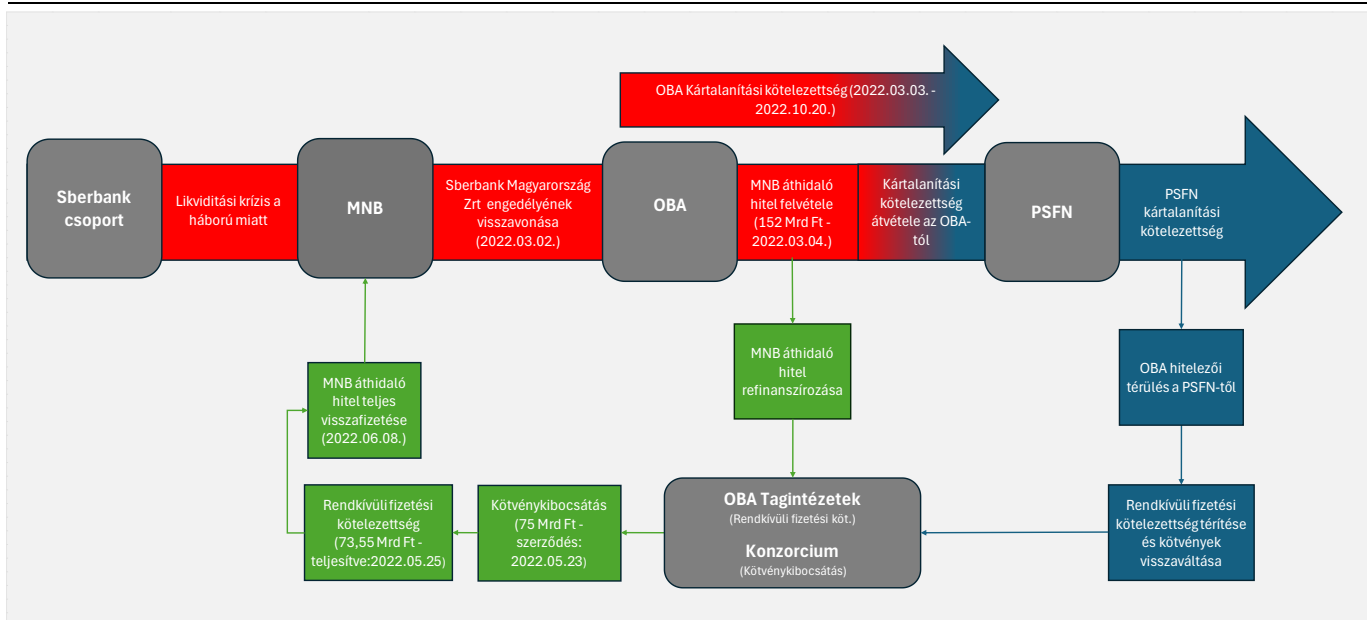 OBA Kártalanítási kötelezettség (2022.03.03. -
2022.10.20.)
Sberbank
csoport
Likviditási krízis a
háború miatt
MNB
Sberbank Magyarország
Zrt engedélyének
visszavonása
(2022.03.02.)
OBA
MNB áthidaló
hitel felvétele
(152 Mrd Ft -
2022.03.04.)
Kártalanítási
kötelezettség
átvétele az OBA-
tól
PSFN
PSFN
kártalanítási
kötelezettség
MNB áthidaló
hitel teljes
visszafizetése
(2022.06.08.)
MNB áthidaló
hitel
refinanszírozása
OBA hitelezői
térülés a PSFN-től
Rendkívüli fizetési
kötelezettség
(73,55 Mrd Ft -
teljesítve:2022.05.25)
Kötvénykibocsátás
(75 Mrd Ft -
szerződés:
2022.05.23)
OBA Tagintézetek
(Rendkívüli fizetési köt.)
Konzorcium
(Kötvénykibocsátás)
Rendkívüli fizetési
kötelezettség térítése
és kötvények
visszaváltása